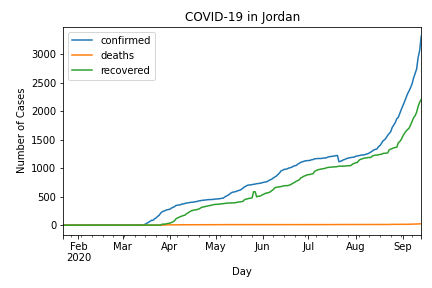 COVID-19 in Jordan
confirmed
deaths
recovered
Number of Cases
3000
2500
2000
1500
1000
500
0
Feb Mar Apr May Jun Jul Aug Sep
2020
Day